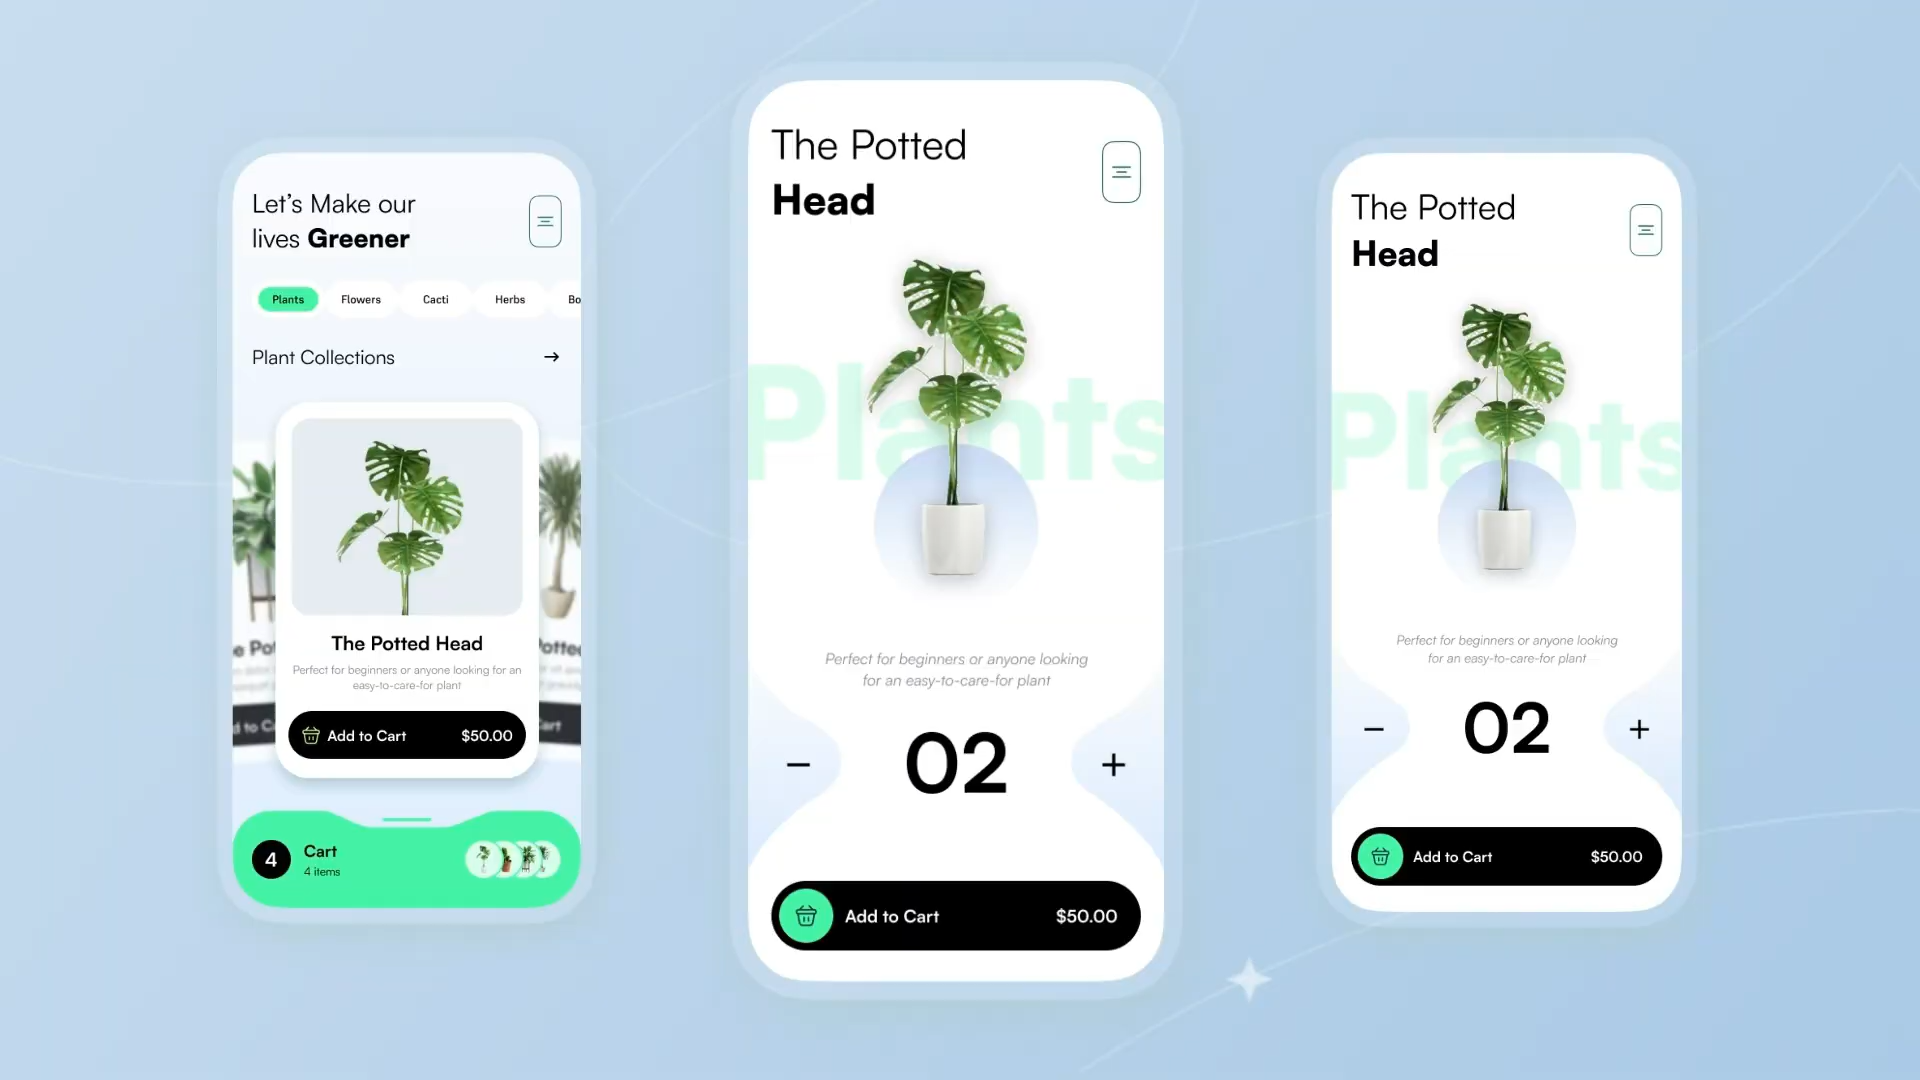 Let’s Make our
lives Greener
Plants Flowers Cacti Herbs Bo
Plant Collections
The Potted Head
Perfect for beginners or anyone looking for an
easy-to-care-for plant
Add to Cart $50.00
4 Cart
4 items
The Potted
Head
Plants
Perfect for beginners or anyone looking
for an easy-to-care-for plant
− 02 +
Add to Cart $50.00
The Potted
Head
Plants
Perfect for beginners or anyone looking
for an easy-to-care-for plant
− 02 +
Add to Cart $50.00